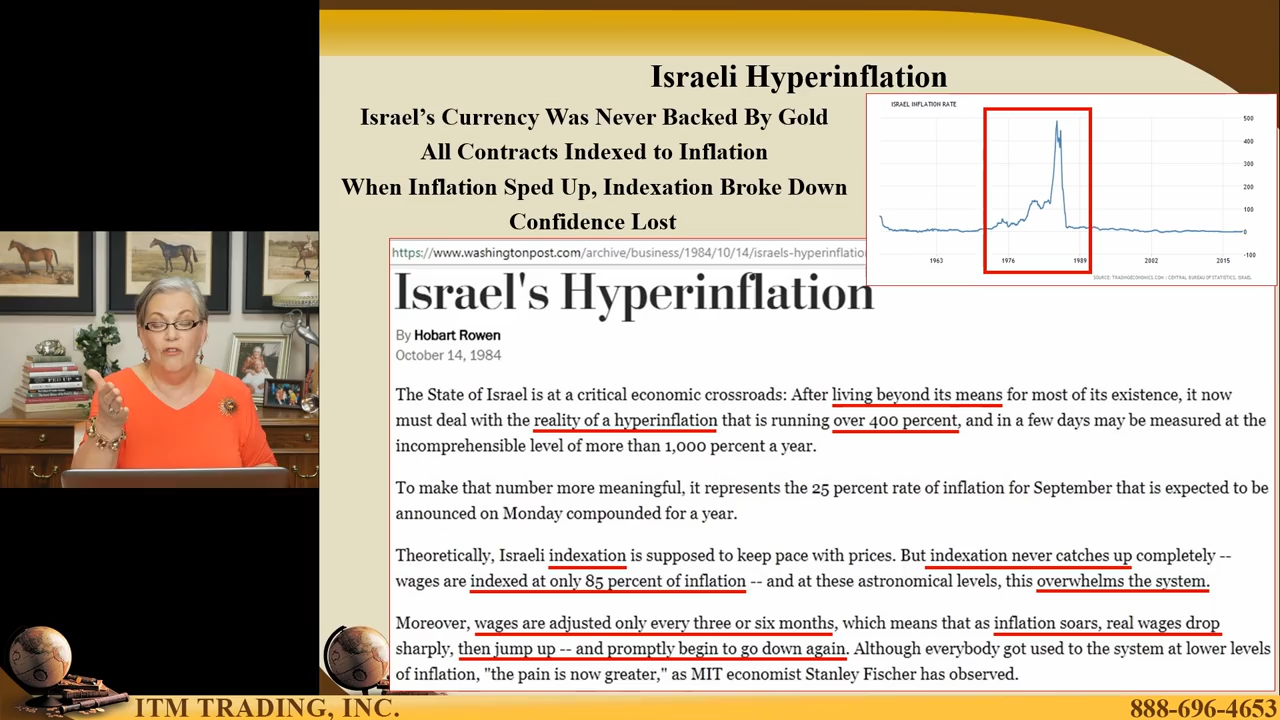 Israeli Hyperinflation
Israel's Currency Was Never Backed By Gold
All Contracts Indexed to Inflation
When Inflation Sped Up, Indexation Broke Down
Confidence Lost
ISRAEL INFLATION RATE
500
400
300
200
100
0
-100
1963
1976
1989
2002
2015
SOURCE: TRADINGECONOMICS.COM | CENTRAL BUREAU OF STATISTICS, ISRAEL
https://www.washingtonpost.com/archive/business/1984/10/14/israels-hyperinflatio
Israel's Hyperinflation
By Hobart Rowen
October 14, 1984
The State of Israel is at a critical economic crossroads: After living beyond its means for most of its existence, it now
must deal with the reality of a hyperinflation that is running over 400 percent, and in a few days may be measured at the
incomprehensible level of more than 1,000 percent a year.
To make that number more meaningful, it represents the 25 percent rate of inflation for September that is expected to be
announced on Monday compounded for a year.
Theoretically, Israeli indexation is supposed to keep pace with prices. But indexation never catches up completely --
wages are indexed at only 85 percent of inflation -- and at these astronomical levels, this overwhelms the system.
Moreover, wages are adjusted only every three or six months, which means that as inflation soars, real wages drop
sharply, then jump up -- and promptly begin to go down again. Although everybody got used to the system at lower levels
of inflation, "the pain is now greater," as MIT economist Stanley Fischer has observed.
FED UP
ITM TRADING, INC.
888-696-4653